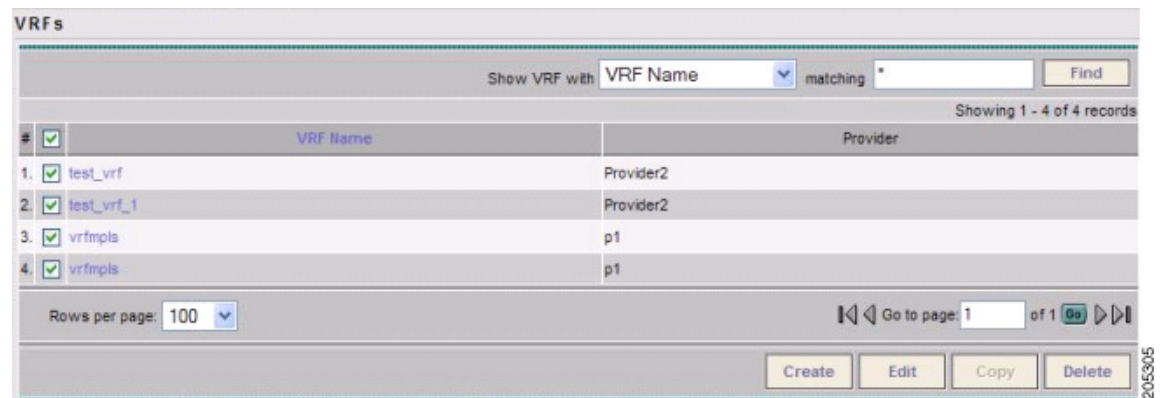 VRFs
Show VRF with VRF Name matching * Find
Showing 1 - 4 of 4 records
# VRF Name Provider
1. test_vrf Provider2
2. test_vrf_1 Provider2
3. vrfmpls p1
4. vrfmpls p1
Rows per page: 100 Go to page: 1 of 1 Go
Create Edit Copy Delete
205305